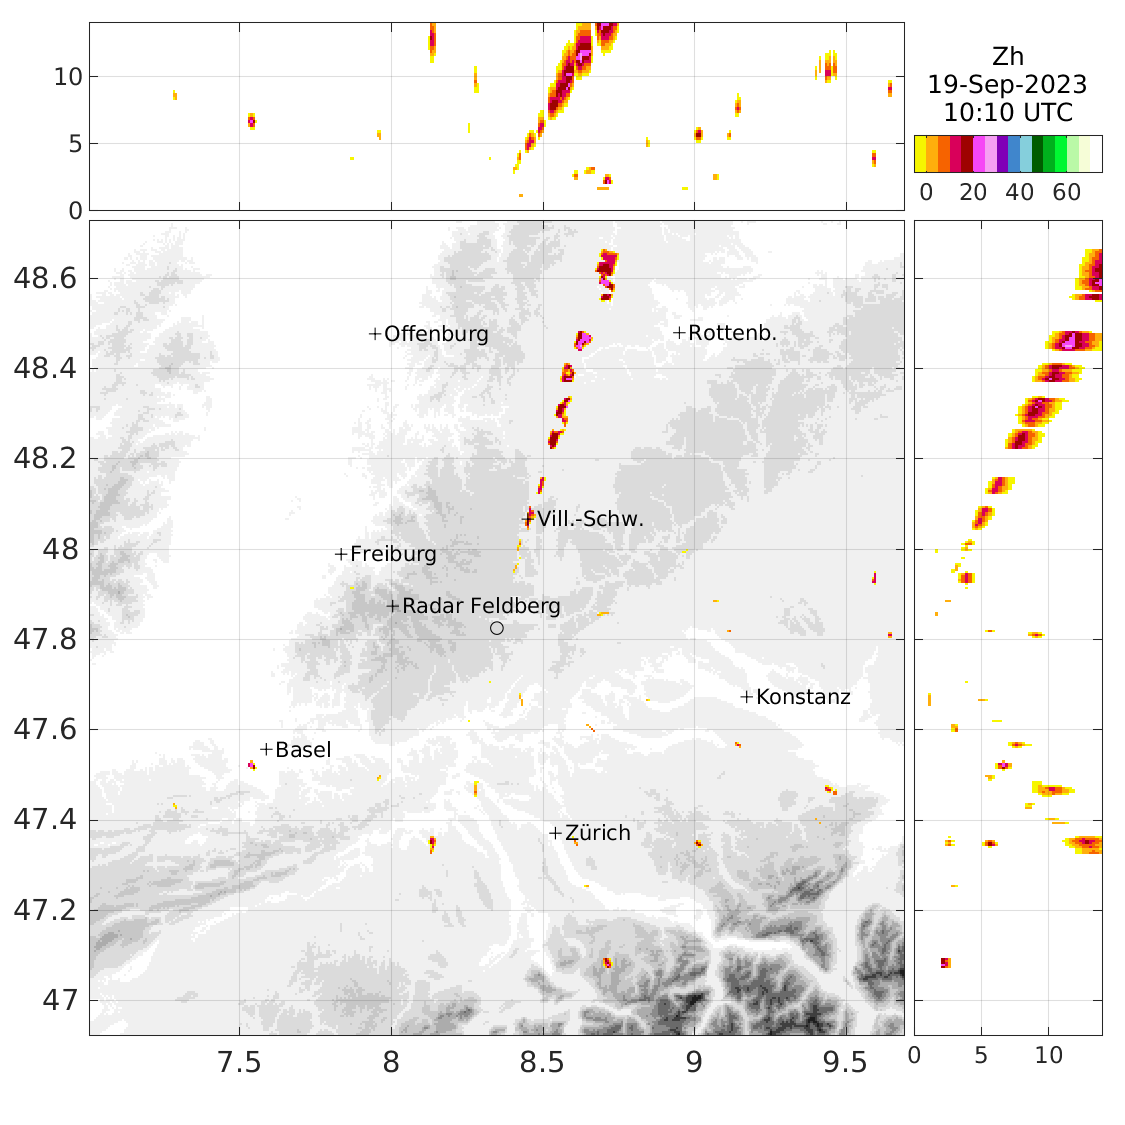 10
5
0
Zh
19-Sep-2023
10:10 UTC
0 20 40 60
48.6
48.4
48.2
48
47.8
47.6
47.4
47.2
47
Offenburg
Rottenb.
Vill.-Schw.
Freiburg
Radar Feldberg
Konstanz
Basel
Zürich
7.5 8 8.5 9 9.5
0 5 10